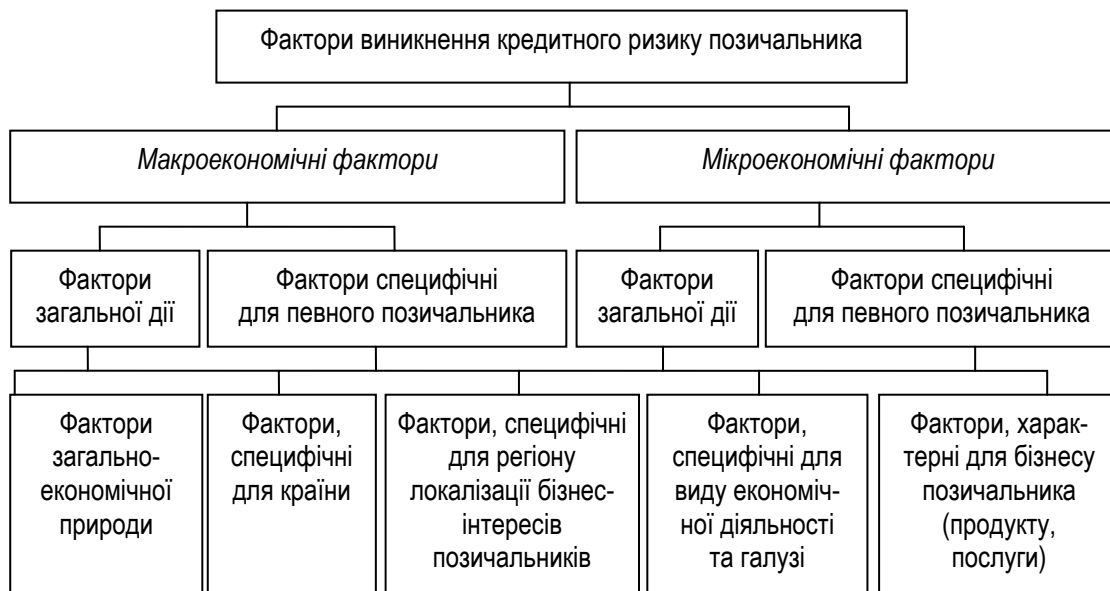 Фактори виникнення кредитного ризику позичальника
Макроекономічні фактори
Мікроекономічні фактори
Фактори
загальної дії
Фактори специфічні
для певного позичальника
Фактори
загальної дії
Фактори специфічні
для певного позичальника
Фактори
загально-
економічної
природи
Фактори,
специфічні
для країни
Фактори, специфічні
для регіону
локалізації бізнес-
інтересів
позичальників
Фактори,
специфічні для
виду економіч-
ної діяльності
та галузі
Фактори, харак-
терні для бізнесу
позичальника
(продукту,
послуги)